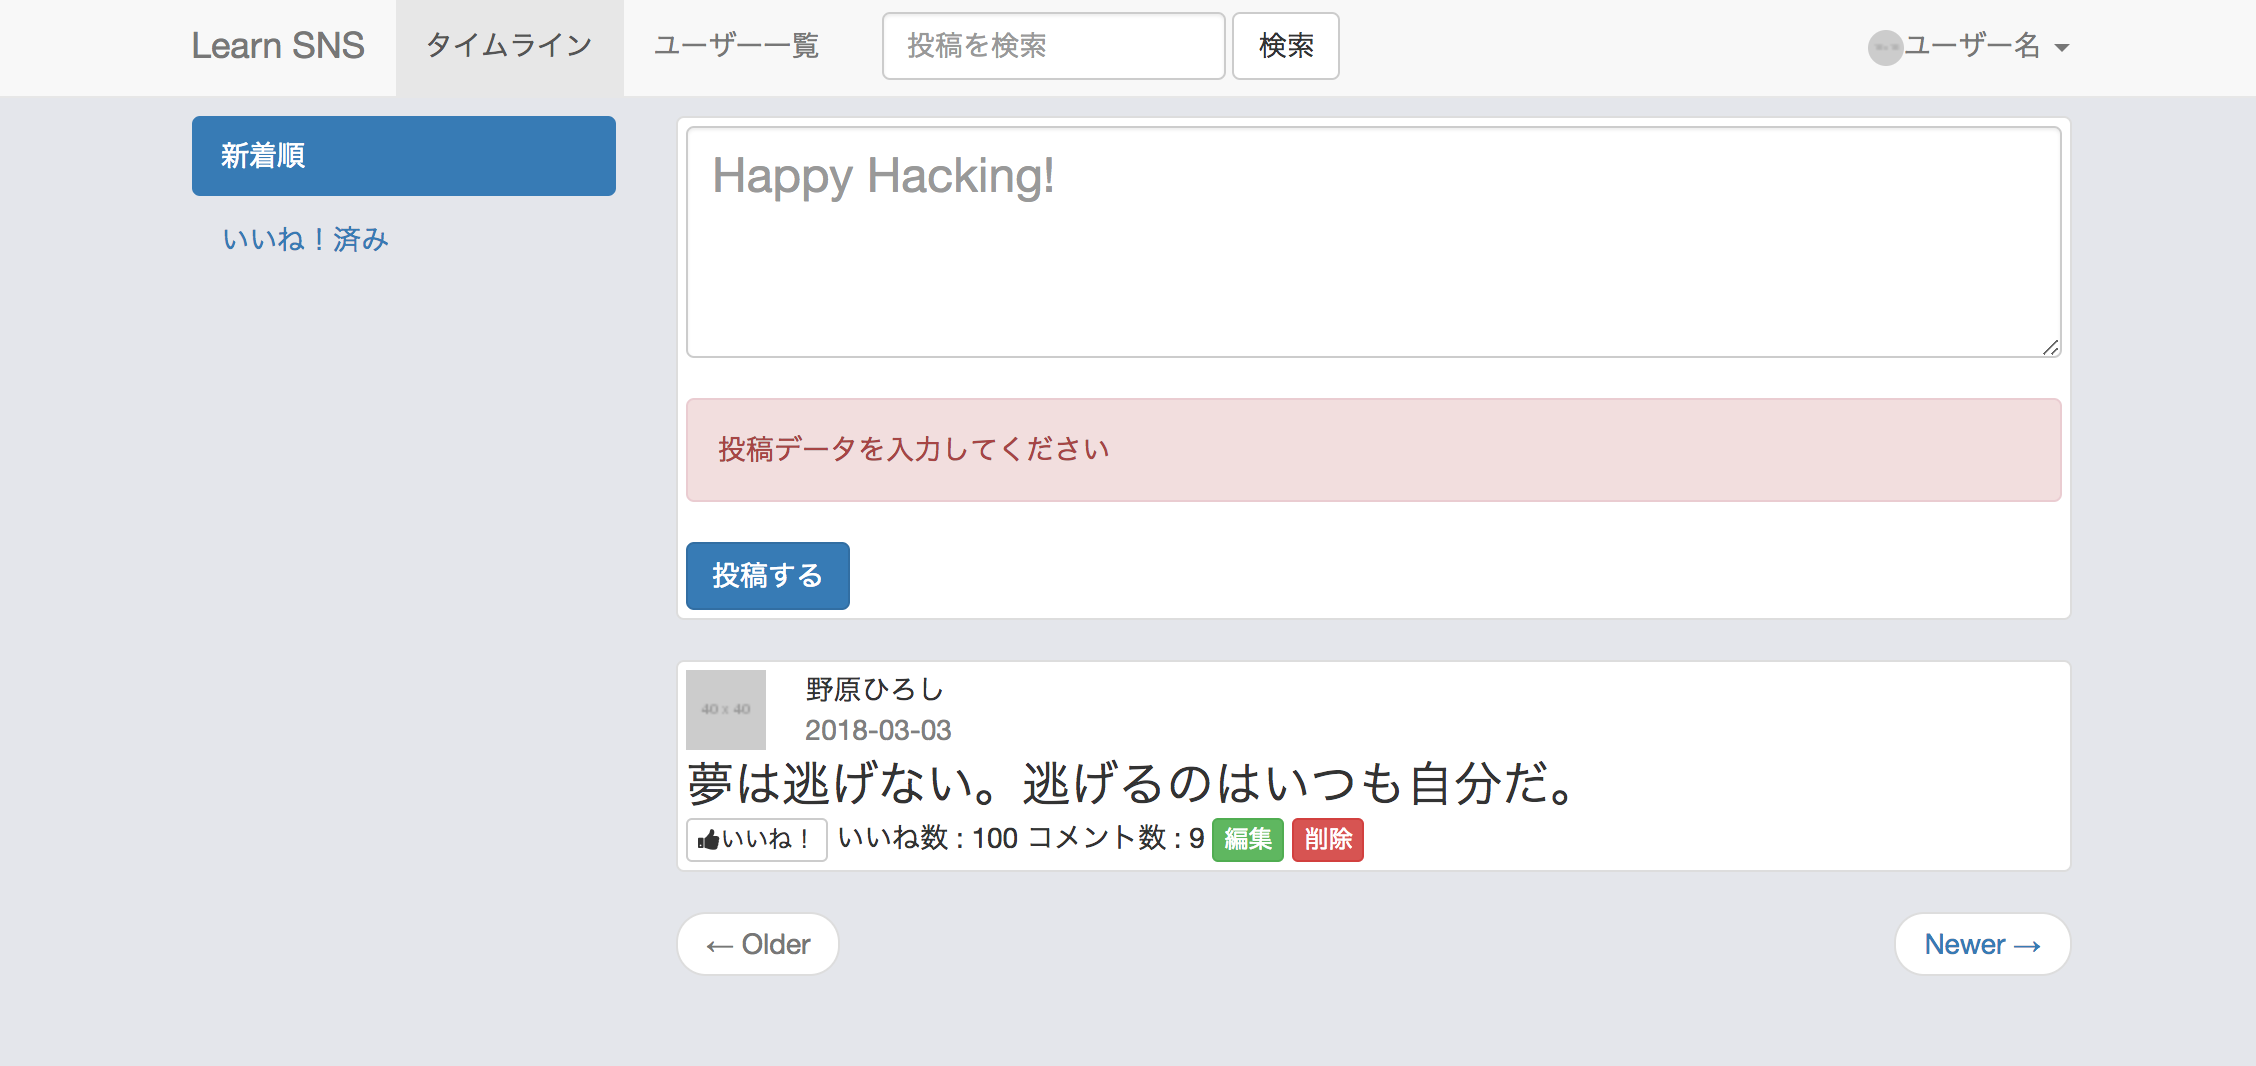 Learn SNS
タイムライン
ユーザー一覧
投稿を検索
検索
ユーザー名
新着順
いいね！済み
Happy Hacking!
投稿データを入力してください
投稿する
40 x 40
野原ひろし
2018-03-03
夢は逃げない。逃げるのはいつも自分だ。
いいね！ いいね数 : 100 コメント数 : 9 編集 削除
← Older
Newer →